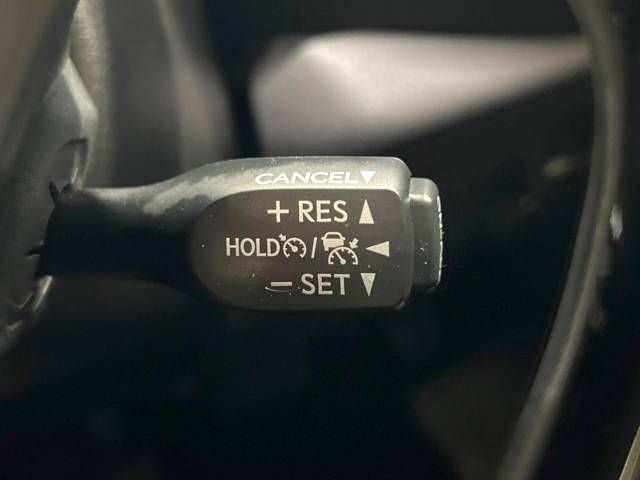 CANCEL▼
+ RES ▲
HOLD / ◀
− SET ▼